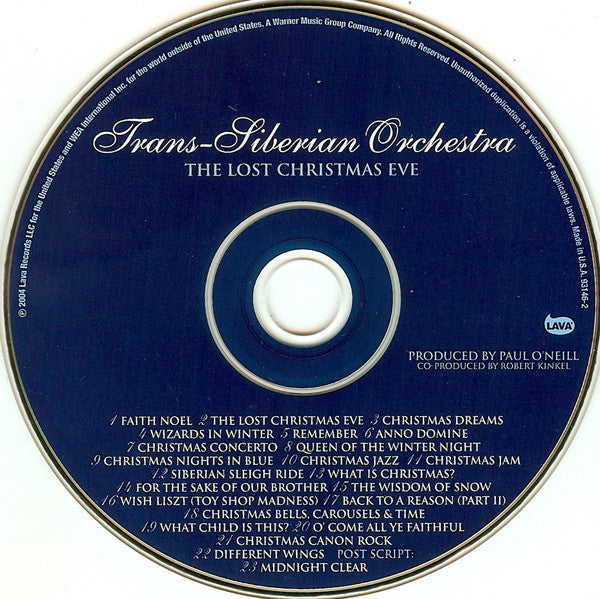 ℗ 2004 Lava Records LLC for the United States and WEA International Inc. for the world outside of the United States. A Warner Music Group Company. All Rights Reserved. Unauthorized duplication is a violation of applicable laws. Made in U.S.A. 93146-2
Trans-Siberian Orchestra
THE LOST CHRISTMAS EVE
LAVA
PRODUCED BY PAUL O'NEILL
CO-PRODUCED BY ROBERT KINKEL
1 FAITH NOEL 2 THE LOST CHRISTMAS EVE 3 CHRISTMAS DREAMS
4 WIZARDS IN WINTER 5 REMEMBER 6 ANNO DOMINE
7 CHRISTMAS CONCERTO 8 QUEEN OF THE WINTER NIGHT
9 CHRISTMAS NIGHTS IN BLUE 10 CHRISTMAS JAZZ 11 CHRISTMAS JAM
12 SIBERIAN SLEIGH RIDE 13 WHAT IS CHRISTMAS?
14 FOR THE SAKE OF OUR BROTHER 15 THE WISDOM OF SNOW
16 WISH LISZT (TOY SHOP MADNESS) 17 BACK TO A REASON (PART II)
18 CHRISTMAS BELLS, CAROUSELS & TIME
19 WHAT CHILD IS THIS? 20 O' COME ALL YE FAITHFUL
21 CHRISTMAS CANON ROCK
22 DIFFERENT WINGS POST SCRIPT:
23 MIDNIGHT CLEAR